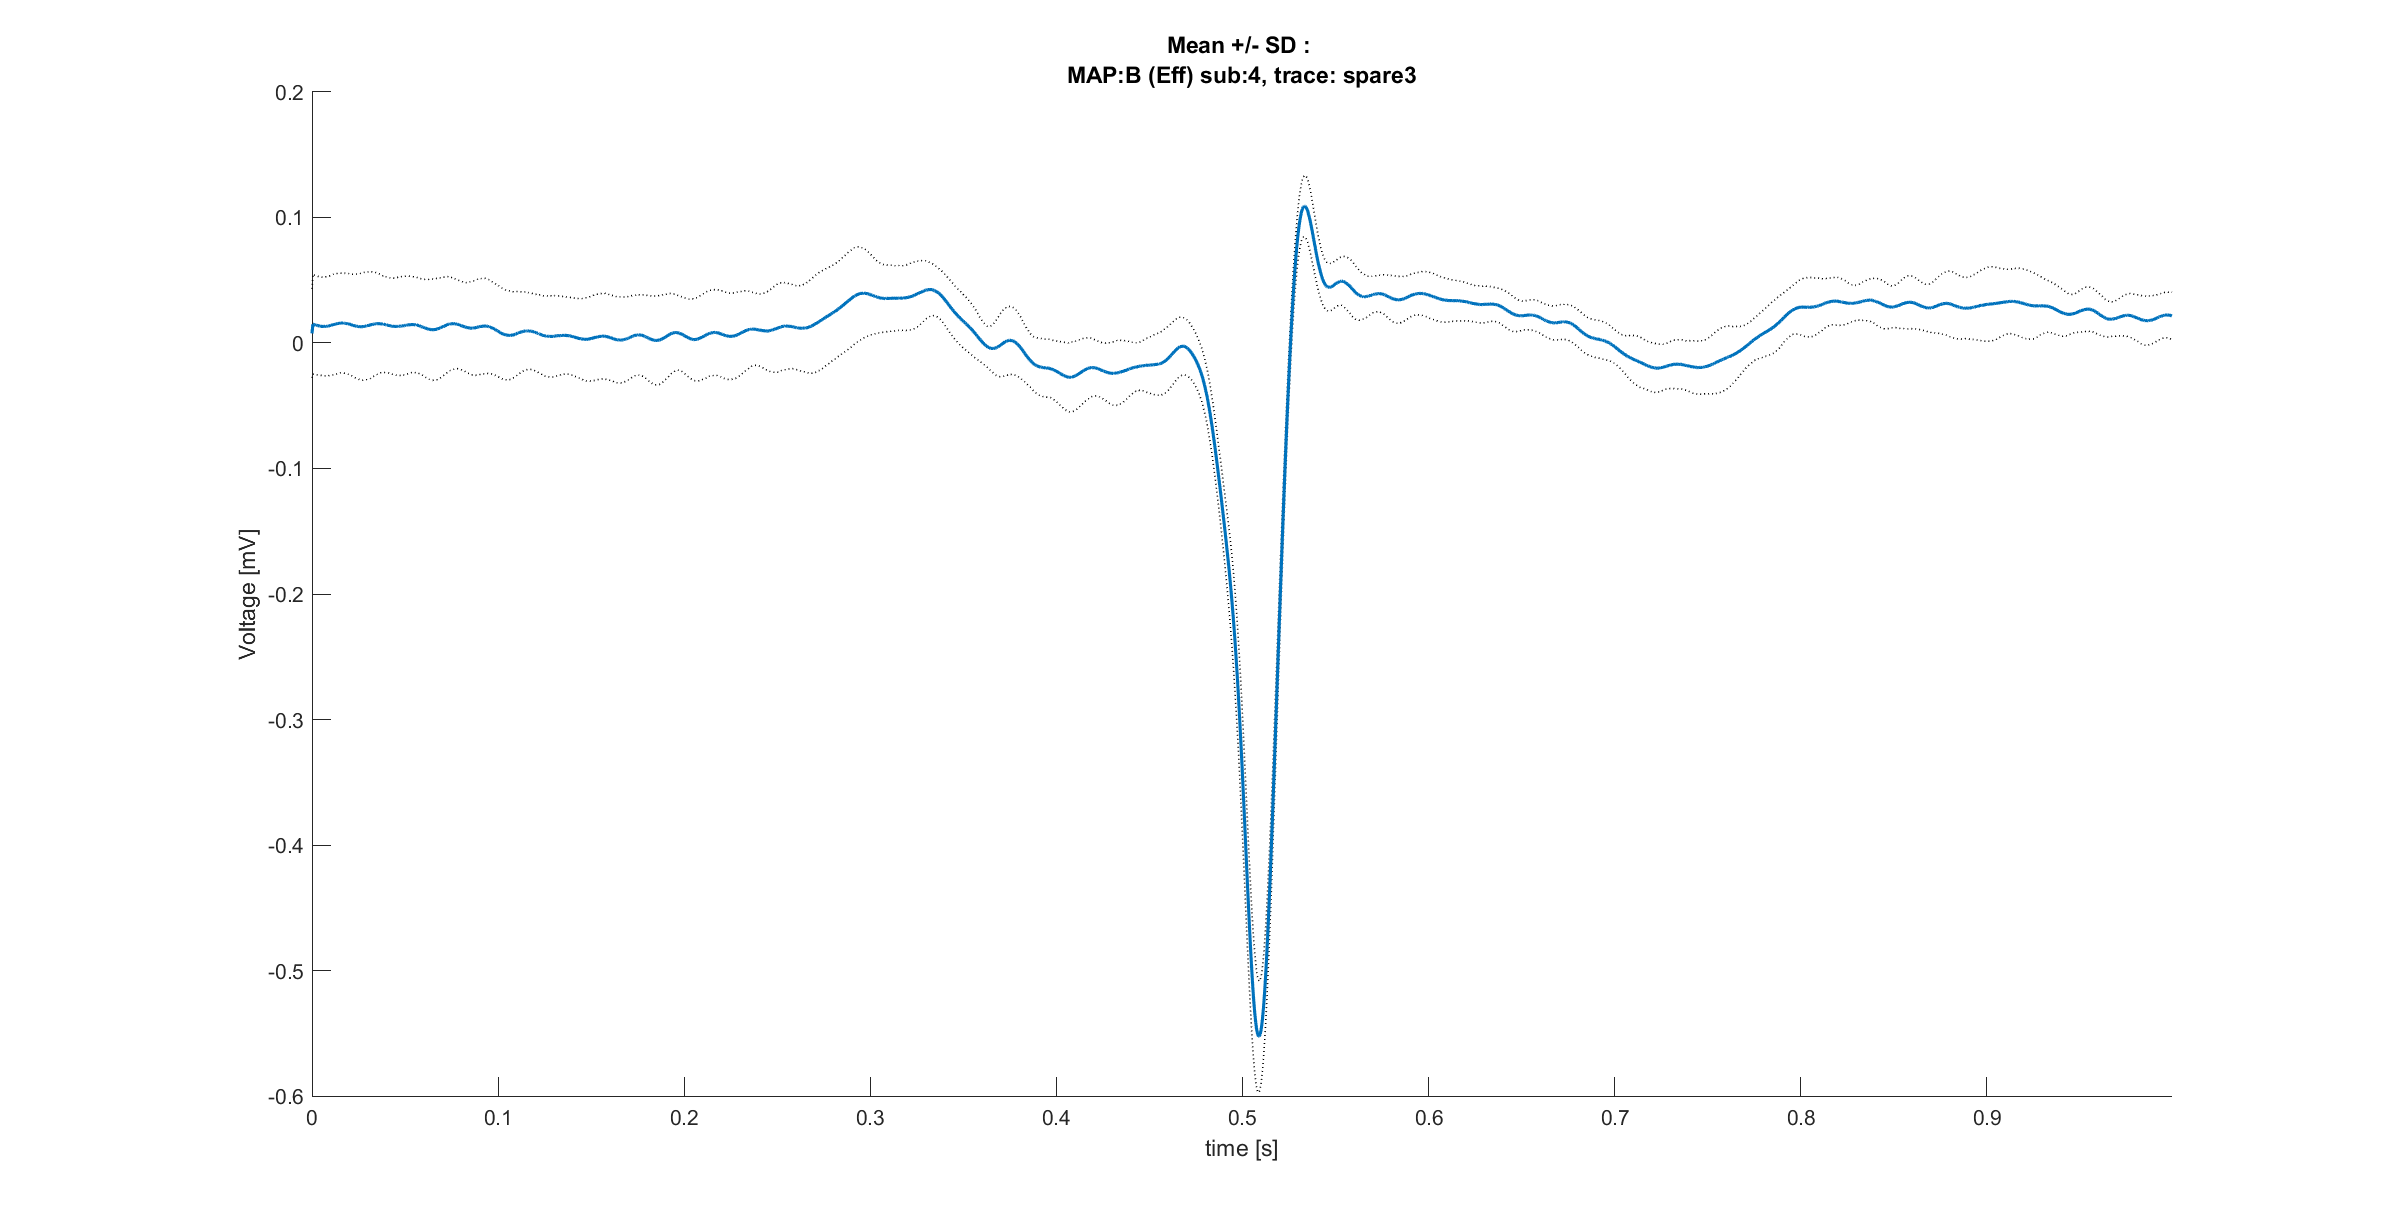 Mean +/- SD :
MAP:B (Eff) sub:4, trace: spare3
0.2
0.1
0
-0.1
-0.2
-0.3
-0.4
-0.5
-0.6
Voltage [mV]
0 0.1 0.2 0.3 0.4 0.5 0.6 0.7 0.8 0.9
time [s]